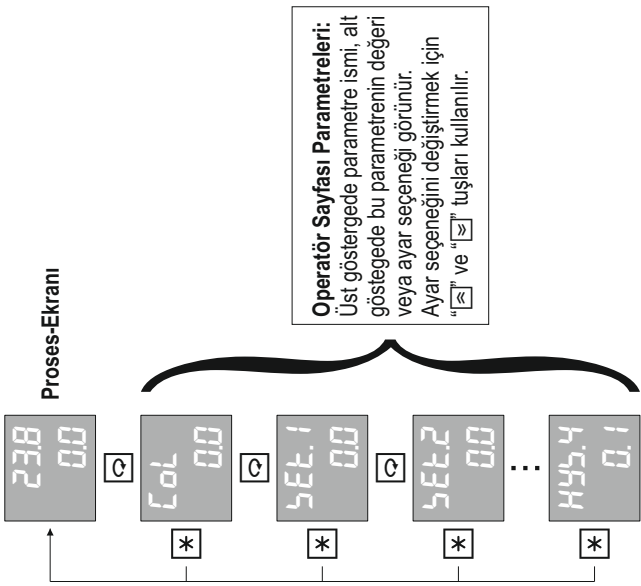 Proses-Ekranı
23.8
0.0
CoL
0.0
SEt.1
0.0
SEt.2
0.0
...
HYS.4
0.1
Operatör Sayfası Parametreleri:
Üst göstergede parametre ismi, alt
göstegede bu parametrenin değeri
veya ayar seçeneği görünür.
Ayar seçeneğini değiştirmek için
“ ” ve “ ” tuşları kullanılır.